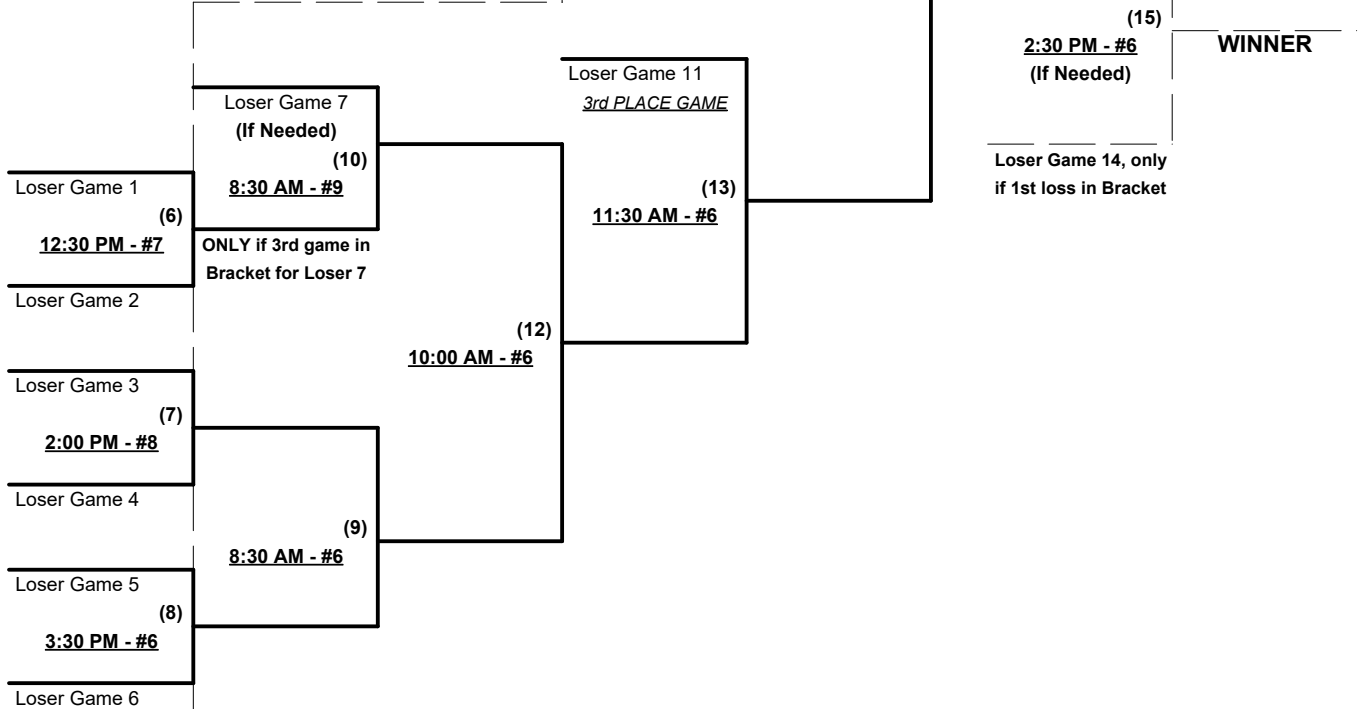 (15)
2:30 PM - #6
(If Needed)
WINNER
Loser Game 11
3rd PLACE GAME
Loser Game 7
(If Needed)
(10)
8:30 AM - #9
Loser Game 14, only
if 1st loss in Bracket
Loser Game 1
(6)
12:30 PM - #7
(13)
11:30 AM - #6
ONLY if 3rd game in
Bracket for Loser 7
Loser Game 2
(12)
10:00 AM - #6
Loser Game 3
(7)
2:00 PM - #8
Loser Game 4
(9)
8:30 AM - #6
Loser Game 5
(8)
3:30 PM - #6
Loser Game 6